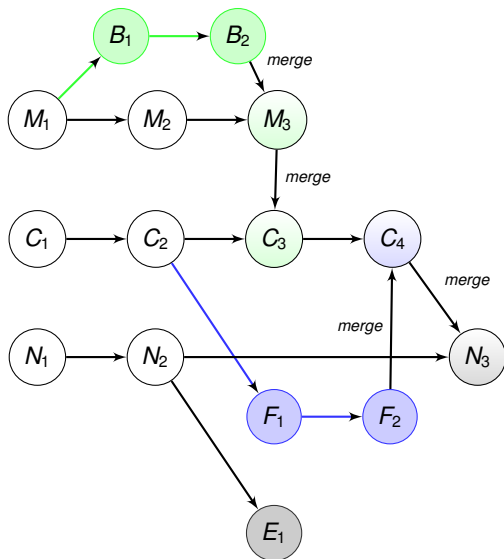 B₁
B₂
merge
M₁
M₂
M₃
merge
C₁
C₂
C₃
C₄
merge
merge
N₁
N₂
N₃
F₁
F₂
E₁